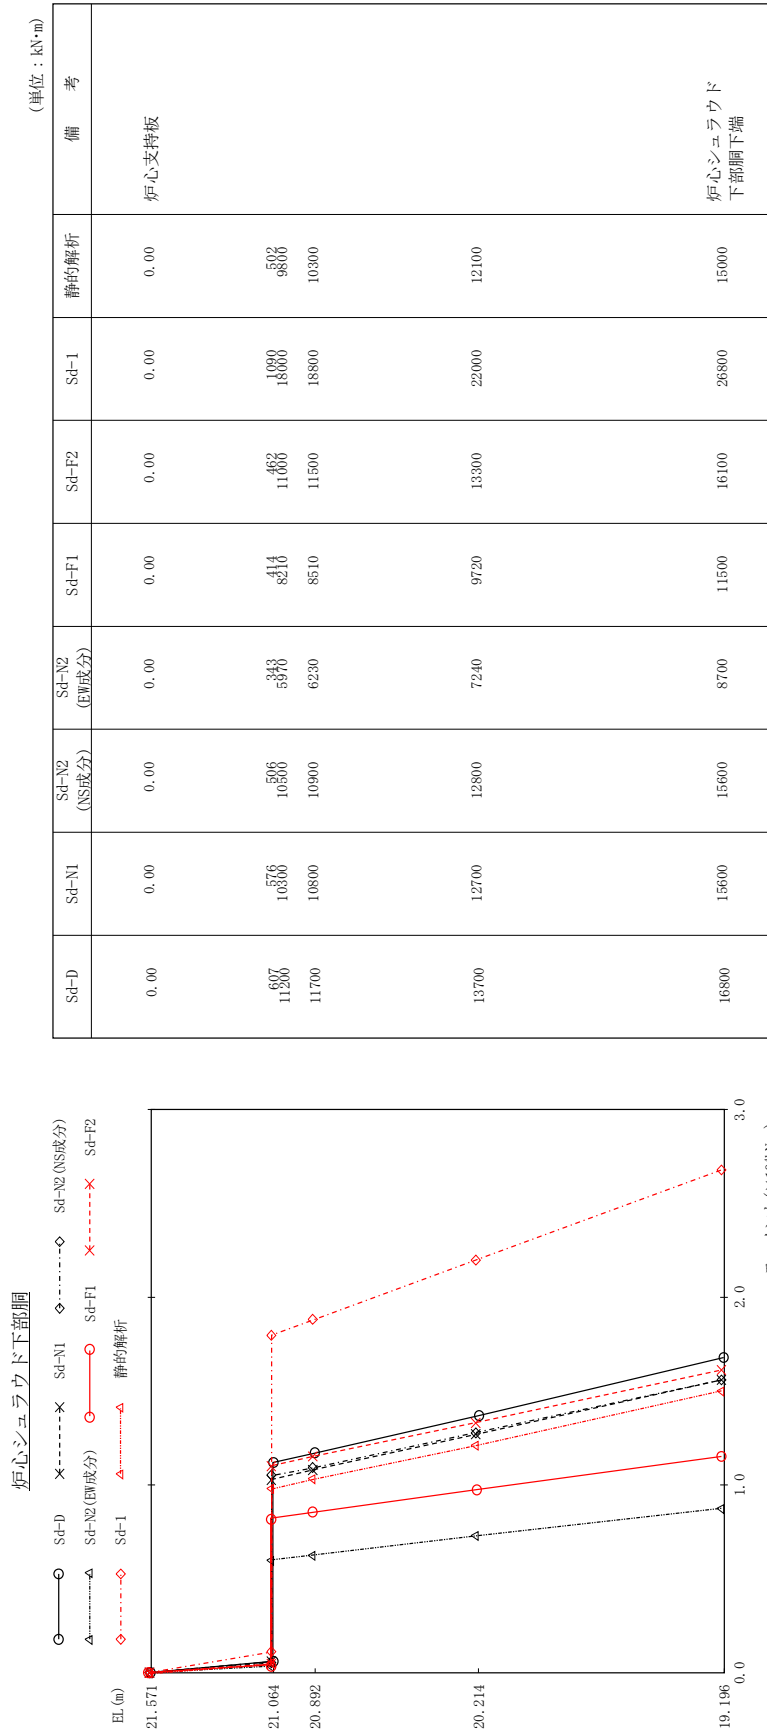 炉心シュラウド下部胴
Sd-D
Sd-N1
Sd-N2(NS成分)
Sd-N2(EW成分)
Sd-F1
Sd-F2
Sd-1
静的解析
EL(m)
21.571
21.064
20.892
20.214
19.196
0.0
1.0
2.0
3.0
(単位：kN･m)
Sd-D Sd-N1 Sd-N2 (NS成分) Sd-N2 (EW成分) Sd-F1 Sd-F2 Sd-1 静的解析 備 考
0.00 0.00 0.00 0.00 0.00 0.00 0.00 0.00 炉心支持板
607 576 506 343 414 462 1090 502
11200 10300 10500 5970 8210 11000 18000 9800
11700 10800 10900 6230 8510 11500 18800 10300
13700 12700 12800 7240 9720 13300 22000 12100
16800 15600 15600 8700 11500 16100 26800 15000 炉心シュラウド
下部胴下端